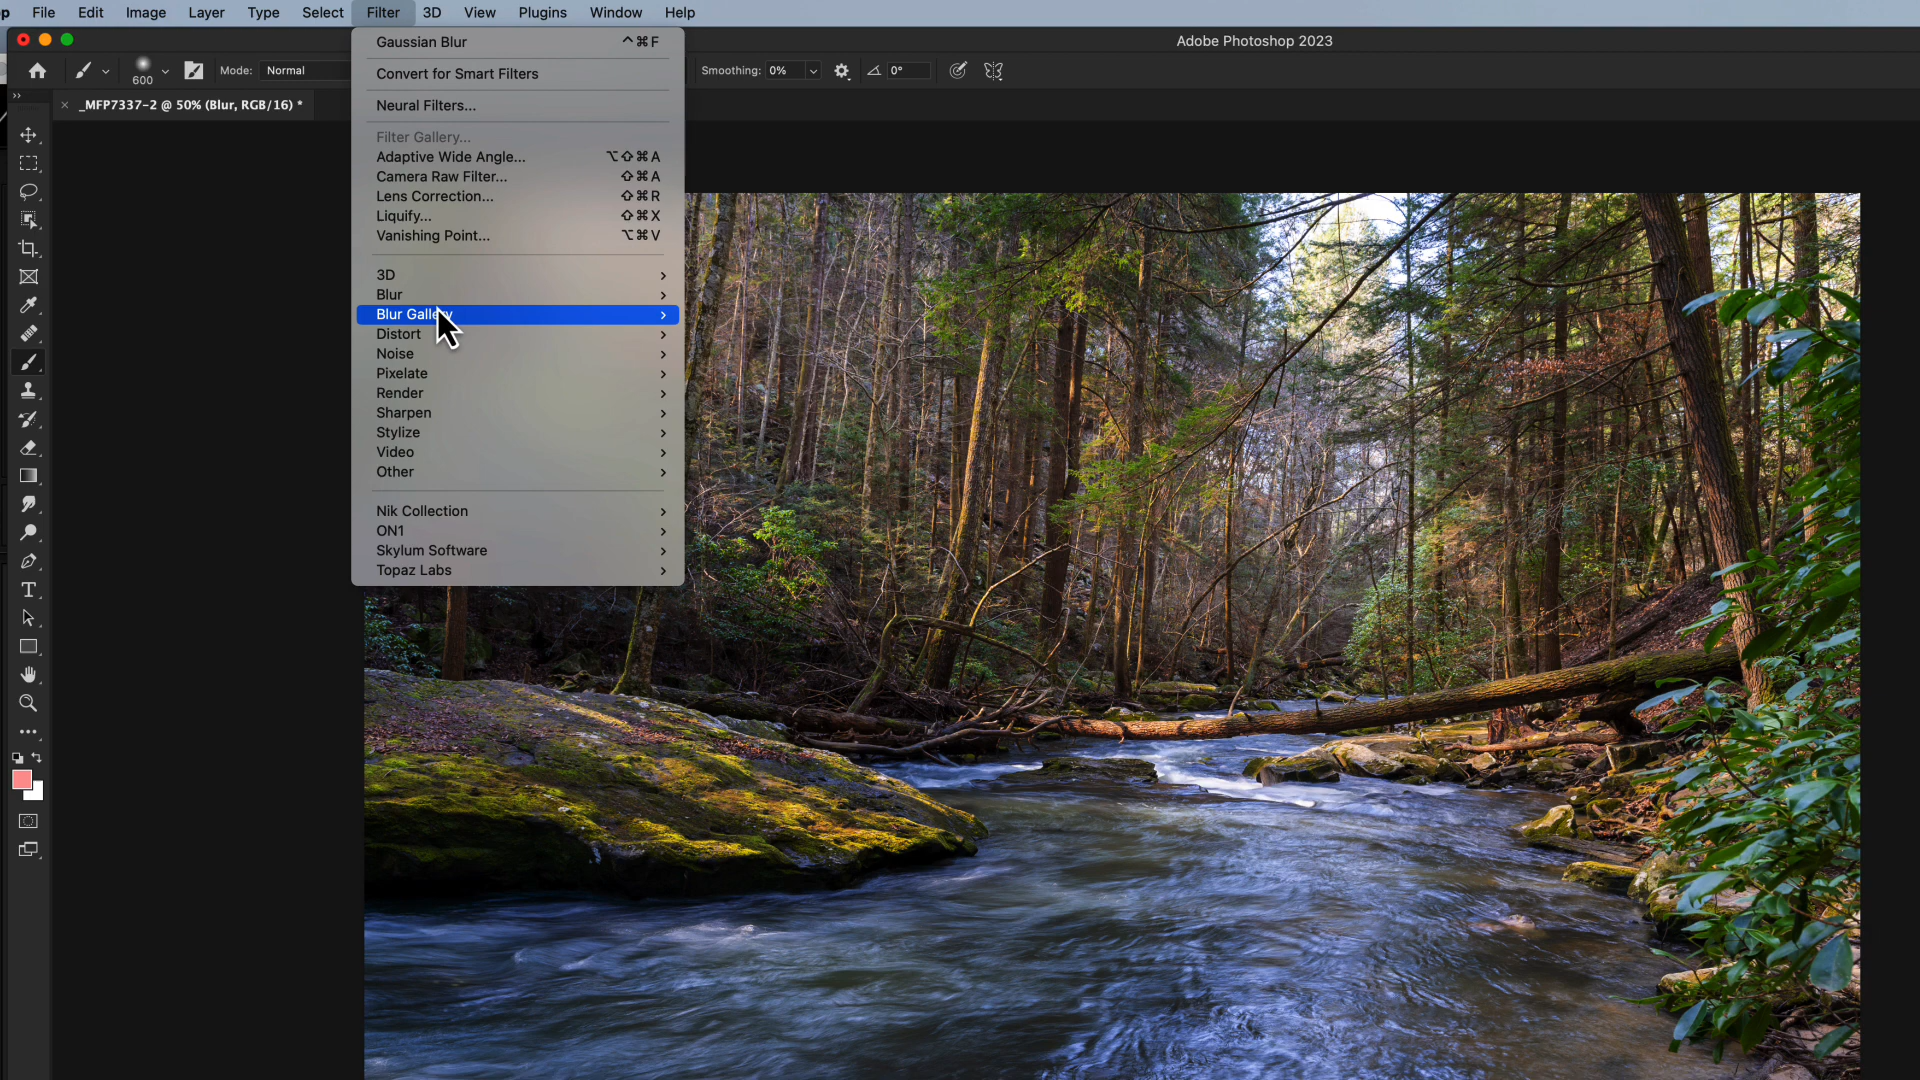 File Edit Image Layer Type Select Filter 3D View Plugins Window Help
Adobe Photoshop 2023
600 Mode: Normal Smoothing: 0% 0°
_MFP7337-2 @ 50% (Blur, RGB/16) *
Gaussian Blur ^⌘F
Convert for Smart Filters
Neural Filters...
Filter Gallery...
Adaptive Wide Angle... ⌥⇧⌘A
Camera Raw Filter... ⇧⌘A
Lens Correction... ⇧⌘R
Liquify... ⇧⌘X
Vanishing Point... ⌥⌘V
3D
Blur
Blur Gallery
Distort
Noise
Pixelate
Render
Sharpen
Stylize
Video
Other
Nik Collection
ON1
Skylum Software
Topaz Labs